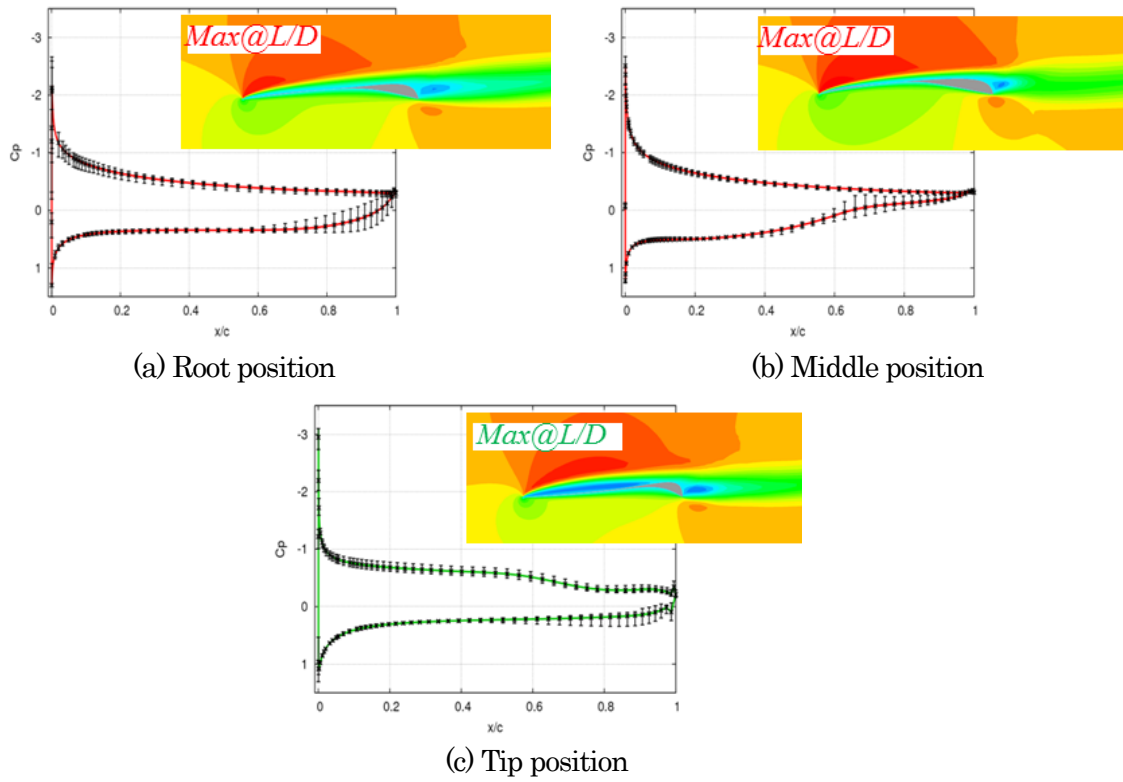 Max@L/D
-3
-2
-1
0
1
Cp
0 0.2 0.4 0.6 0.8 1
x/c
(a) Root position
Max@L/D
-3
-2
-1
0
1
Cp
0 0.2 0.4 0.6 0.8 1
x/c
(b) Middle position
Max@L/D
-3
-2
-1
0
1
Cp
0 0.2 0.4 0.6 0.8 1
x/c
(c) Tip position